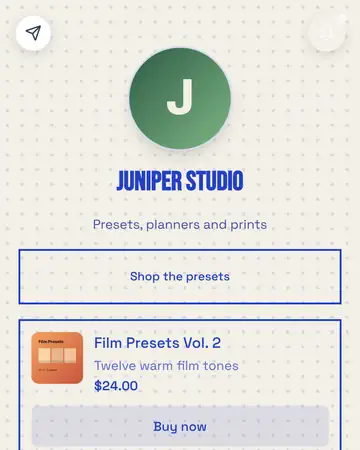 J
JUNIPER STUDIO
Presets, planners and prints
Shop the presets
Film Presets
Film Presets Vol. 2
Twelve warm film tones
$24.00
Buy now